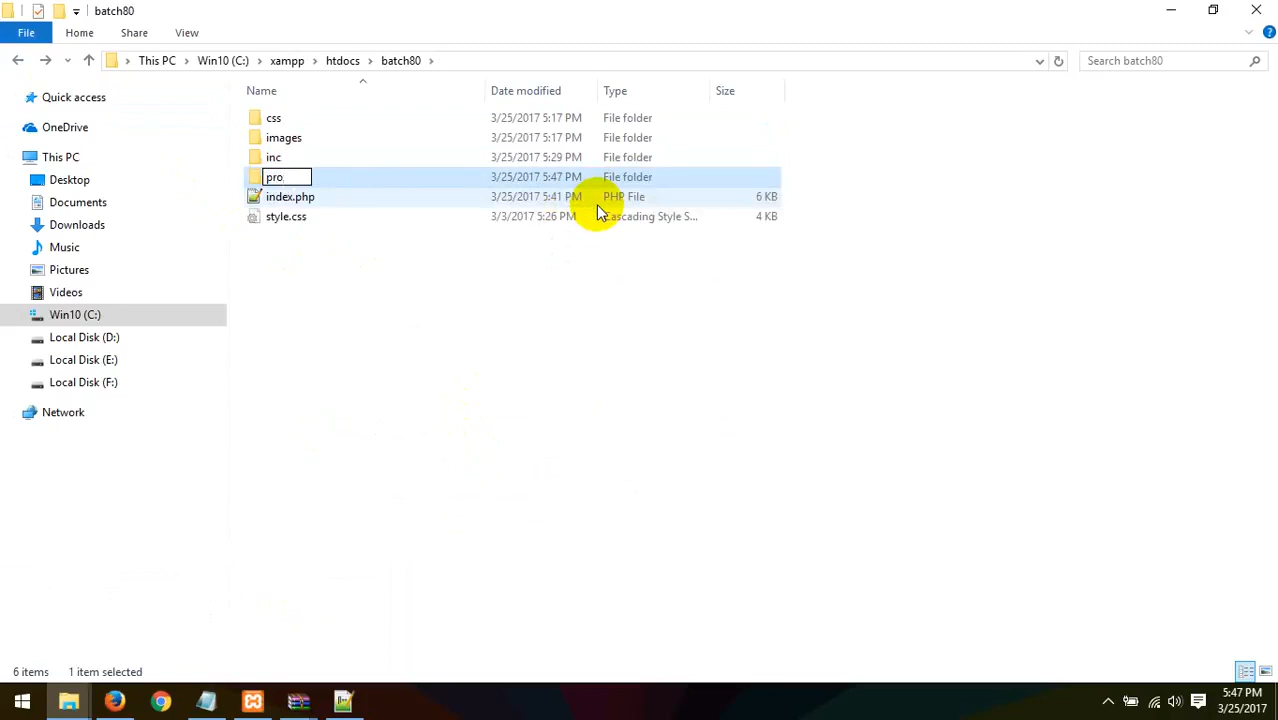 batch80
File Home Share View
This PC Win10 (C:) xampp htdocs batch80 Search batch80
Name Date modified Type Size
Quick access
OneDrive
This PC
Desktop
Documents
Downloads
Music
Pictures
Videos
Win10 (C:)
Local Disk (D:)
Local Disk (E:)
Local Disk (F:)
Network
css 3/25/2017 5:17 PM File folder
images 3/25/2017 5:17 PM File folder
inc 3/25/2017 5:29 PM File folder
pro 3/25/2017 5:47 PM File folder
index.php 3/25/2017 5:41 PM PHP File 6 KB
style.css 3/3/2017 5:26 PM Cascading Style S... 4 KB
6 items 1 item selected
5:47 PM
3/25/2017